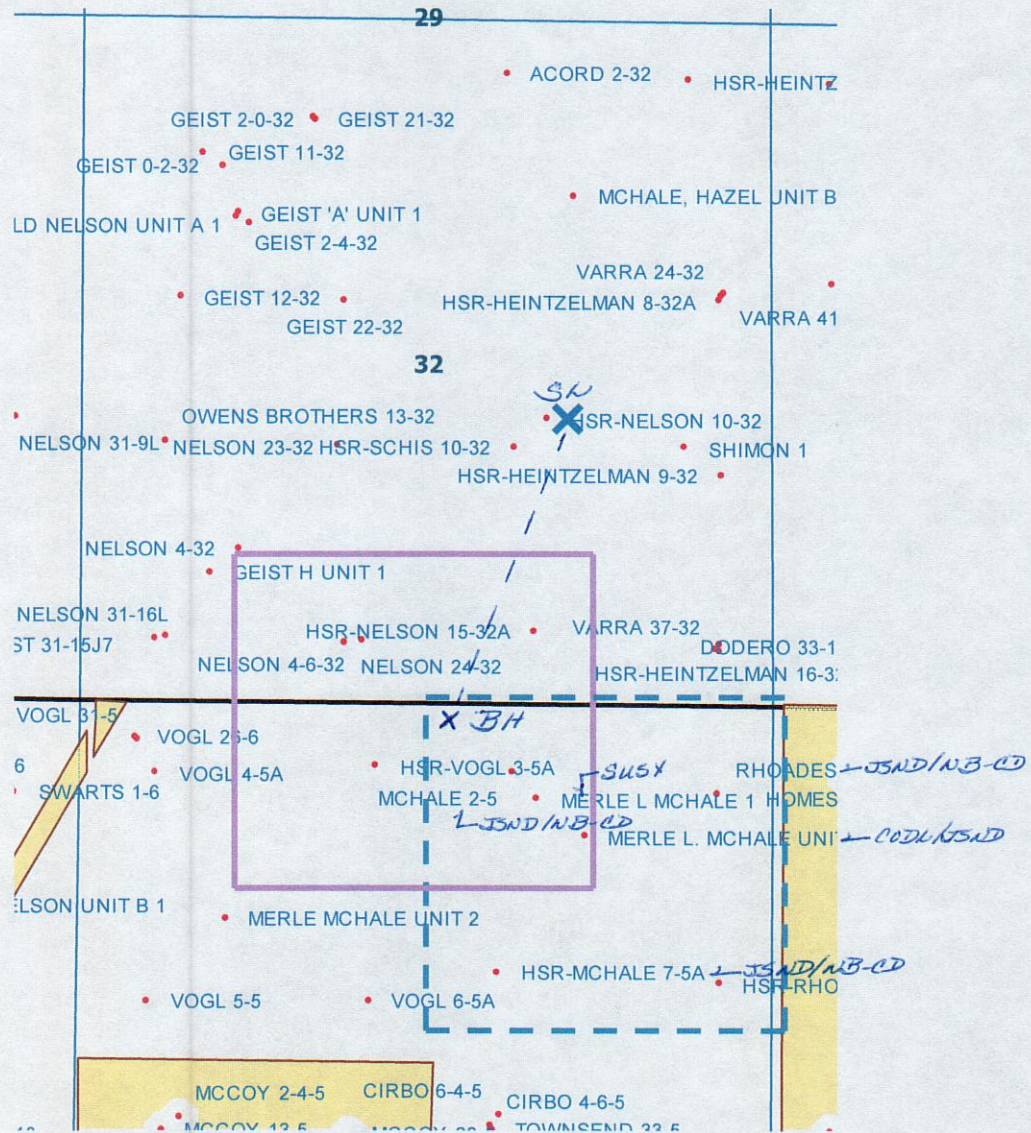 29
ACORD 2-32
HSR-HEINTZ
GEIST 2-0-32
GEIST 21-32
GEIST 11-32
GEIST 0-2-32
MCHALE, HAZEL UNIT B
LD NELSON UNIT A 1
GEIST 'A' UNIT 1
GEIST 2-4-32
VARRA 24-32
GEIST 12-32
HSR-HEINTZELMAN 8-32A
VARRA 41
GEIST 22-32
32
SN
OWENS BROTHERS 13-32
HSR-NELSON 10-32
NELSON 31-9L
NELSON 23-32
HSR-SCHIS 10-32
SHIMON 1
HSR-HEINTZELMAN 9-32
NELSON 4-32
GEIST H UNIT 1
NELSON 31-16L
HSR-NELSON 15-32A
VARRA 37-32
ST 31-15J7
DODERO 33-1
NELSON 4-6-32
NELSON 24-32
HSR-HEINTZELMAN 16-3
VOGL 31-5
X BH
VOGL 26-6
6
VOGL 4-5A
HSR-VOGL 3-5A
SUSX
RHOADES
JSND/NB-CD
SWARTS 1-6
MCHALE 2-5
MERLE L MCHALE 1
HOMES
JSND/NB-CD
MERLE L. MCHALE UNI
CODL/JSND
ELSON UNIT B 1
MERLE MCHALE UNIT 2
HSR-MCHALE 7-5A
JSND/NB-CD
HSR-RHO
VOGL 5-5
VOGL 6-5A
MCCOY 2-4-5
CIRBO 6-4-5
CIRBO 4-6-5
MCCOY 13-5
TOWNSEND 33-5